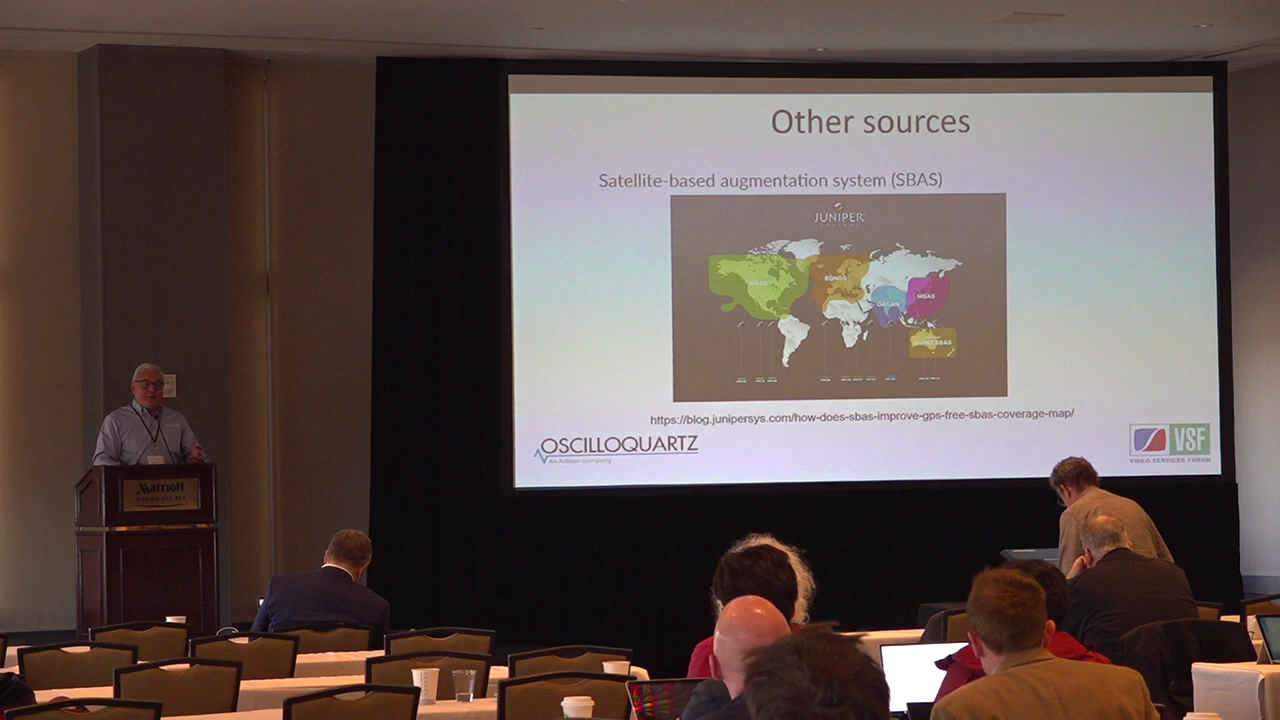 Other sources
Satellite-based augmentation system (SBAS)
JUNIPER
SYSTEMS
EGNOS
GAGAN
MSAS
https://blog.junipersys.com/how-does-sbas-improve-gps-free-sbas-coverage-map/
OSCILLOQUARTZ
An Adtran company
VSF
VIDEO SERVICES FORUM
Marriott